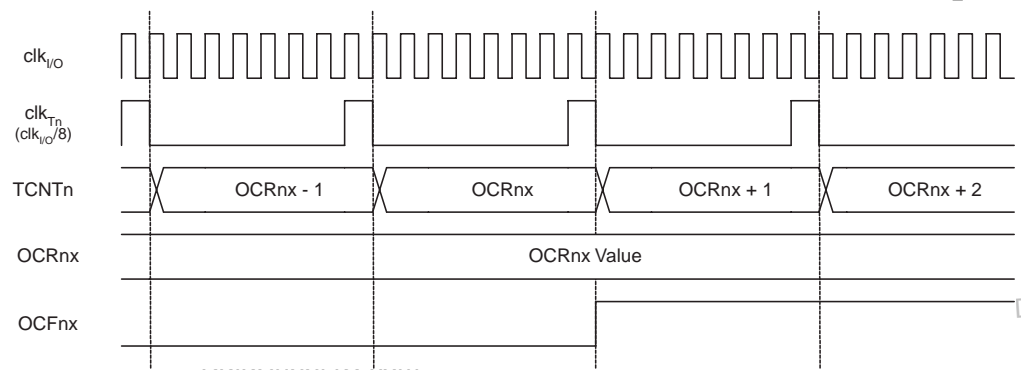 clkI/O
clkTn
(clkI/O/8)
TCNTn OCRnx - 1 OCRnx OCRnx + 1 OCRnx + 2
OCRnx OCRnx Value
OCFnx